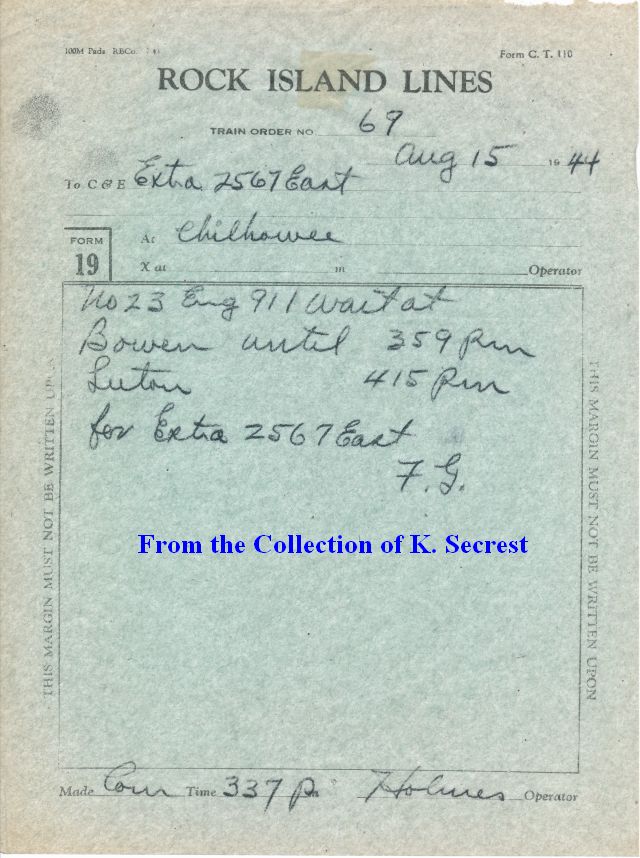 100M Pads RBCo.
Form C. T. 110
ROCK ISLAND LINES
TRAIN ORDER NO. 69
Aug 15 1944
To C & E Extra 2567 East
FORM 19
At Chilhowee
X at m Operator
No 23 Eng 911 wait at
Bowen until 359 Pm
Luton 415 Pm
for Extra 2567 East
F. G.
From the Collection of K. Secrest
THIS MARGIN MUST NOT BE WRITTEN UPON
THIS MARGIN MUST NOT BE WRITTEN UPON
Made Com Time 337 Pm Holmes Operator